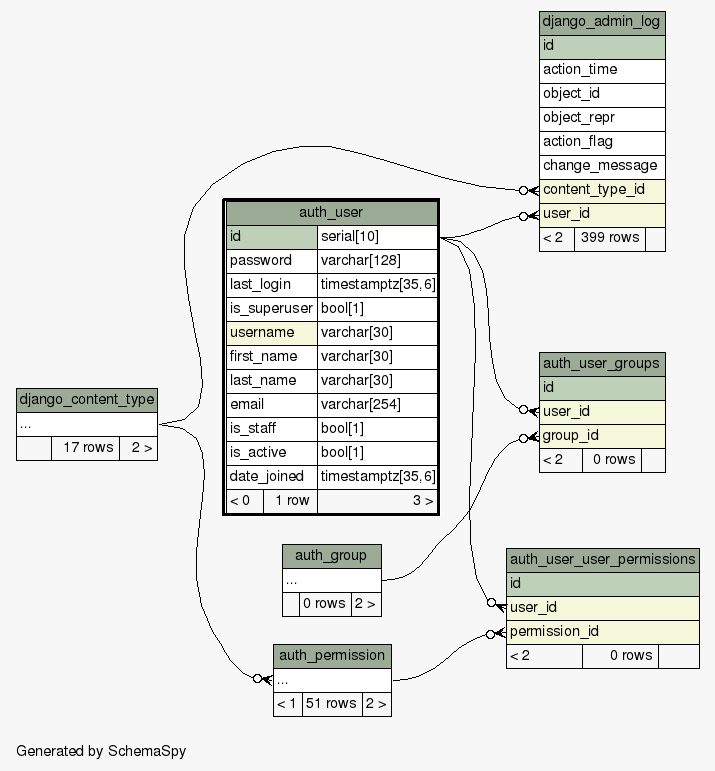 django_admin_log
id
action_time
object_id
object_repr
action_flag
change_message
content_type_id
user_id
< 2 399 rows
auth_user
id serial[10]
password varchar[128]
last_login timestamptz[35,6]
is_superuser bool[1]
username varchar[30]
first_name varchar[30]
last_name varchar[30]
email varchar[254]
is_staff bool[1]
is_active bool[1]
date_joined timestamptz[35,6]
< 0 1 row 3 >
django_content_type
...
17 rows 2 >
auth_user_groups
id
user_id
group_id
< 2 0 rows
auth_group
...
0 rows 2 >
auth_user_user_permissions
id
user_id
permission_id
< 2 0 rows
auth_permission
...
< 1 51 rows 2 >
Generated by SchemaSpy